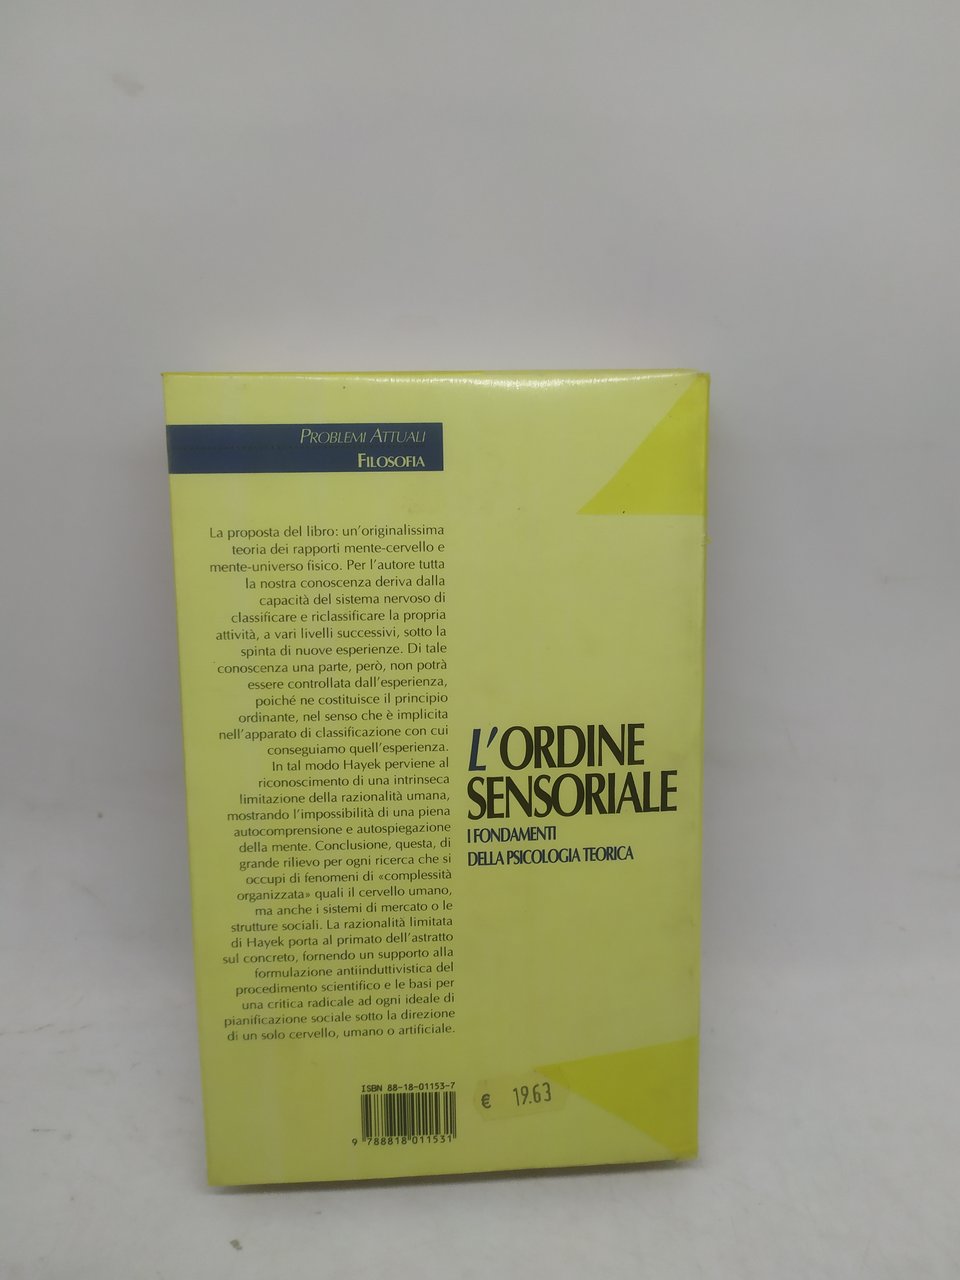 PROBLEMI ATTUALI
FILOSOFIA
La proposta del libro: un'originalissima
teoria dei rapporti mente-cervello e
mente-universo fisico. Per l'autore tutta
la nostra conoscenza deriva dalla
capacità del sistema nervoso di
classificare e riclassificare la propria
attività, a vari livelli successivi, sotto la
spinta di nuove esperienze. Di tale
conoscenza una parte, però, non potrà
essere controllata dall'esperienza,
poiché ne costituisce il principio
ordinante, nel senso che è implicita
nell'apparato di classificazione con cui
conseguiamo quell'esperienza.
In tal modo Hayek perviene al
riconoscimento di una intrinseca
limitazione della razionalità umana,
mostrando l'impossibilità di una piena
autocomprensione e autospiegazione
della mente. Conclusione, questa, di
grande rilievo per ogni ricerca che si
occupi di fenomeni di «complessità
organizzata» quali il cervello umano,
ma anche i sistemi di mercato o le
strutture sociali. La razionalità limitata
di Hayek porta al primato dell'astratto
sul concreto, fornendo un supporto alla
formulazione antiinduttivistica del
procedimento scientifico e le basi per
una critica radicale ad ogni ideale di
pianificazione sociale sotto la direzione
di un solo cervello, umano o artificiale.
L'ORDINE
SENSORIALE
I FONDAMENTI
DELLA PSICOLOGIA TEORICA
ISBN 88-18-01153-7
9 788818 011531
€ 19.63